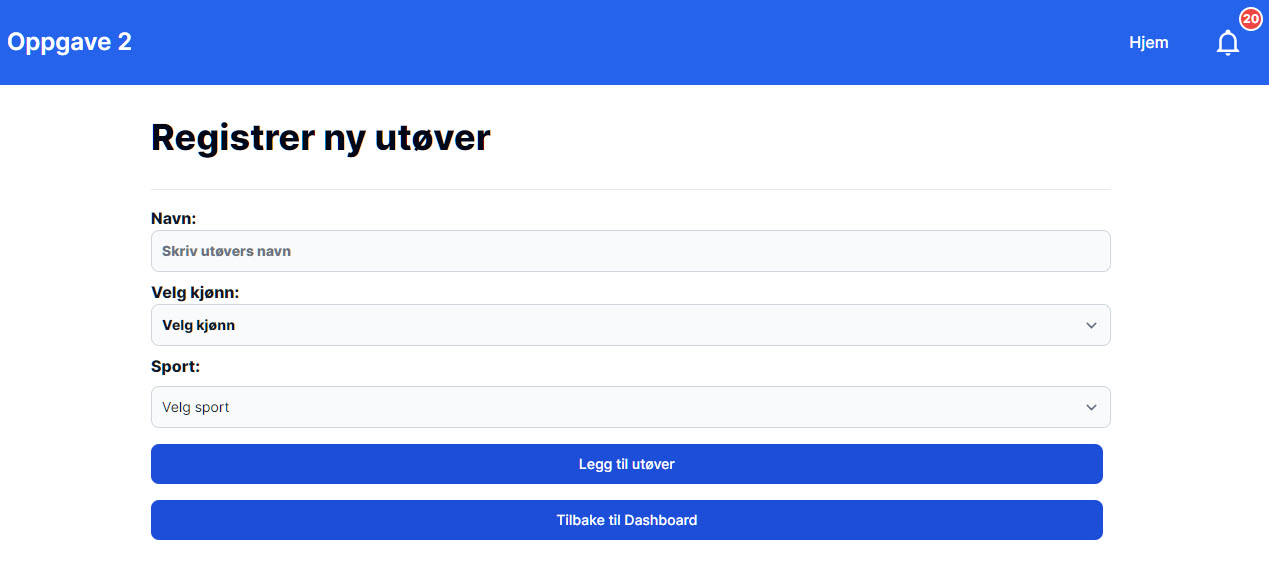 Oppgave 2
Hjem
20
Registrer ny utøver
Navn:
Skriv utøvers navn
Velg kjønn:
Velg kjønn
Sport:
Velg sport
Legg til utøver
Tilbake til Dashboard